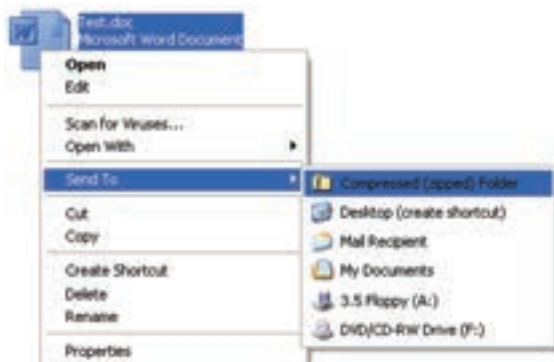 Test.doc
Microsoft Word Document
Open
Edit
Scan for Viruses...
Open With
Send To
Cut
Copy
Create Shortcut
Delete
Rename
Properties
Compressed (zipped) Folder
Desktop (create shortcut)
Mail Recipient
My Documents
3.5 Floppy (A:)
DVD/CD-RW Drive (F:)